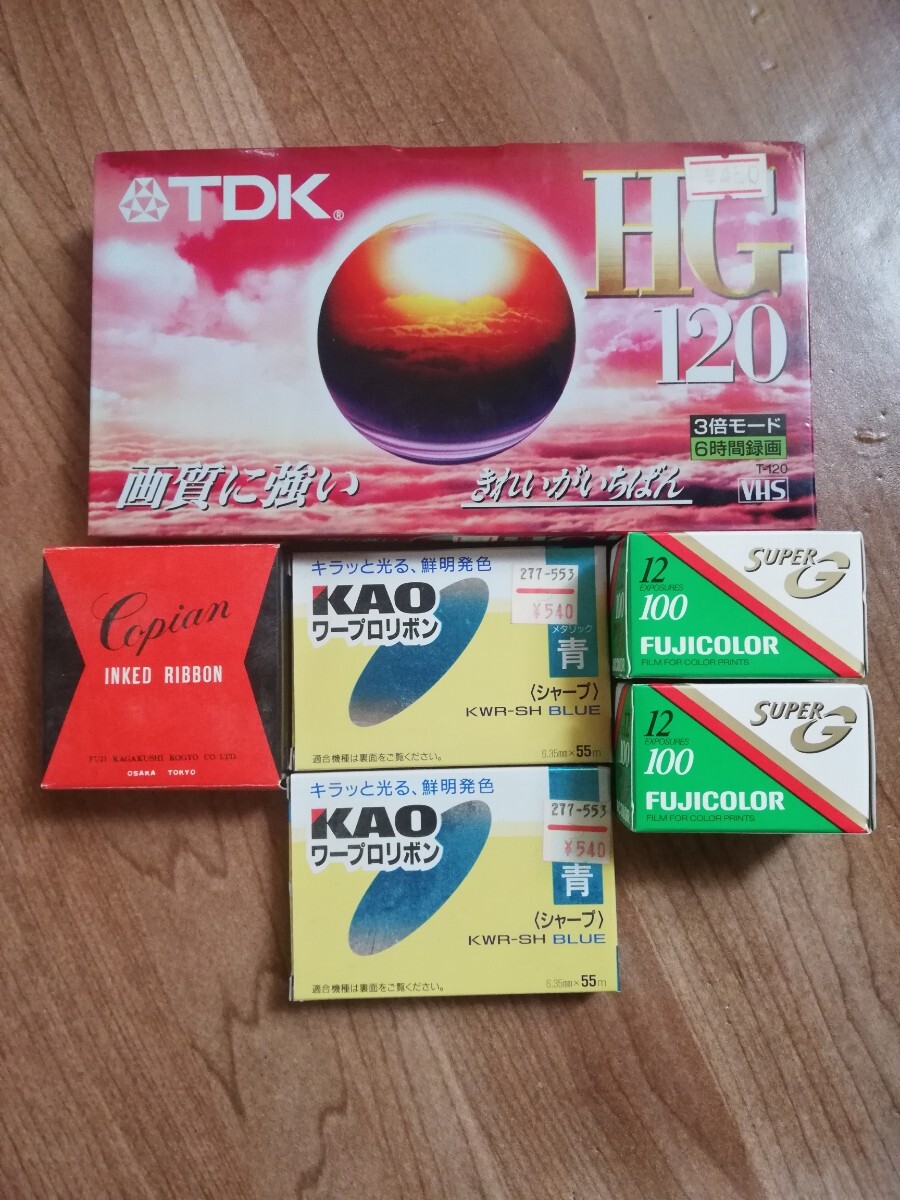 TDK®
HG
120
¥450
3倍モード
6時間録画
T-120
VHS
画質に強い
きれいがいちばん
Copian
INKED RIBBON
FUJI KAGAKUSHI KOGYO CO LTD.
OSAKA TOKYO
キラッと光る、鮮明発色
KAO
ワープロリボン
277-553
¥540
メタリック
青
〈シャープ〉
KWR-SH BLUE
適合機種は裏面をご覧ください。
6.35mm×55m
キラッと光る、鮮明発色
KAO
ワープロリボン
277-553
¥540
青
〈シャープ〉
KWR-SH BLUE
適合機種は裏面をご覧ください。
6.35mm×55m
12
EXPOSURES
100
SUPER G
FUJICOLOR
FILM FOR COLOR PRINTS
12
EXPOSURES
100
SUPER G
FUJICOLOR
FILM FOR COLOR PRINTS